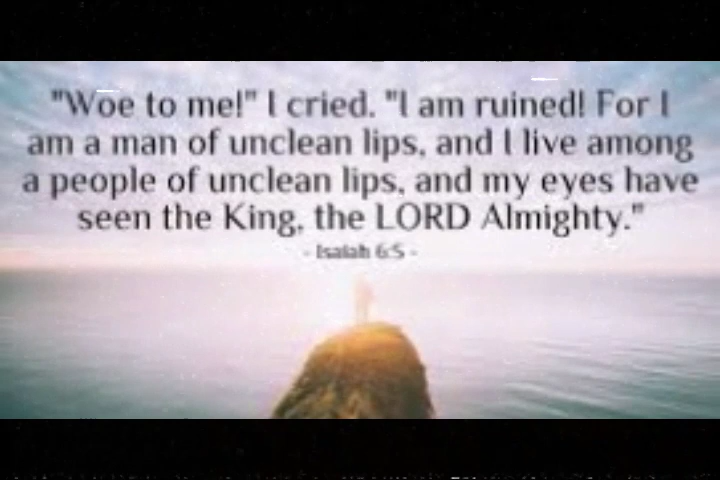 "Woe to me!" I cried. "I am ruined! For I
am a man of unclean lips, and I live among
a people of unclean lips, and my eyes have
seen the King, the LORD Almighty."
- Isaiah 6:5 -